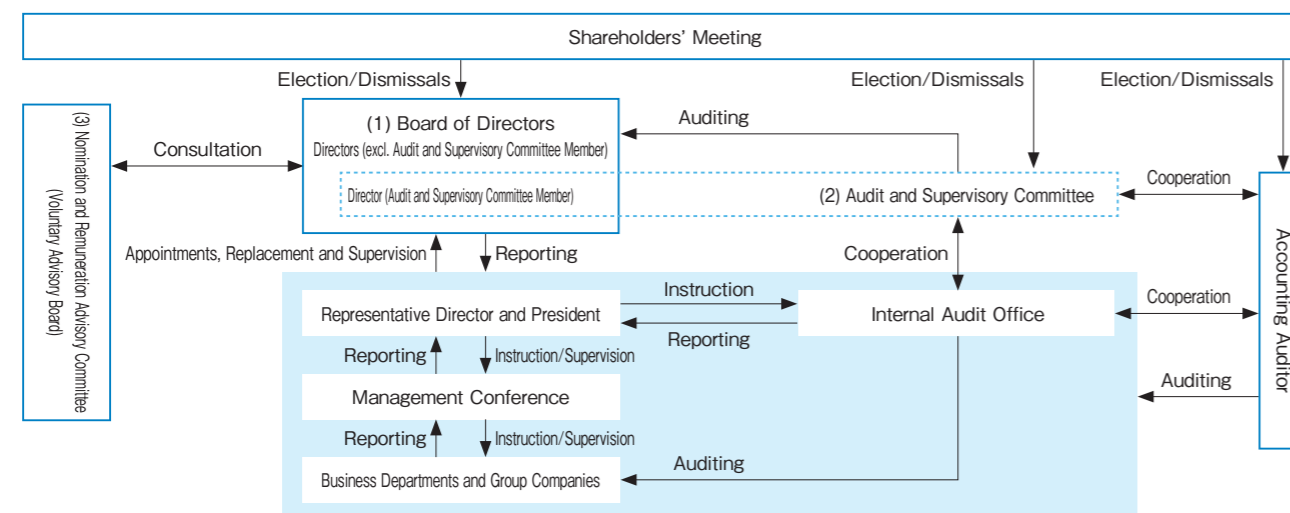 Shareholders' Meeting
Election/Dismissals
Election/Dismissals
Election/Dismissals
(1) Board of Directors
Directors (excl. Audit and Supervisory Committee Member)
Director (Audit and Supervisory Committee Member)
Auditing
(2) Audit and Supervisory Committee
Cooperation
Consultation
(3) Nomination and Remuneration Advisory Committee
(Voluntary Advisory Board)
Appointments, Replacement and Supervision
Reporting
Cooperation
Representative Director and President
Instruction
Reporting
Internal Audit Office
Cooperation
Accounting Auditor
Reporting
Instruction/Supervision
Management Conference
Auditing
Reporting
Instruction/Supervision
Business Departments and Group Companies
Auditing